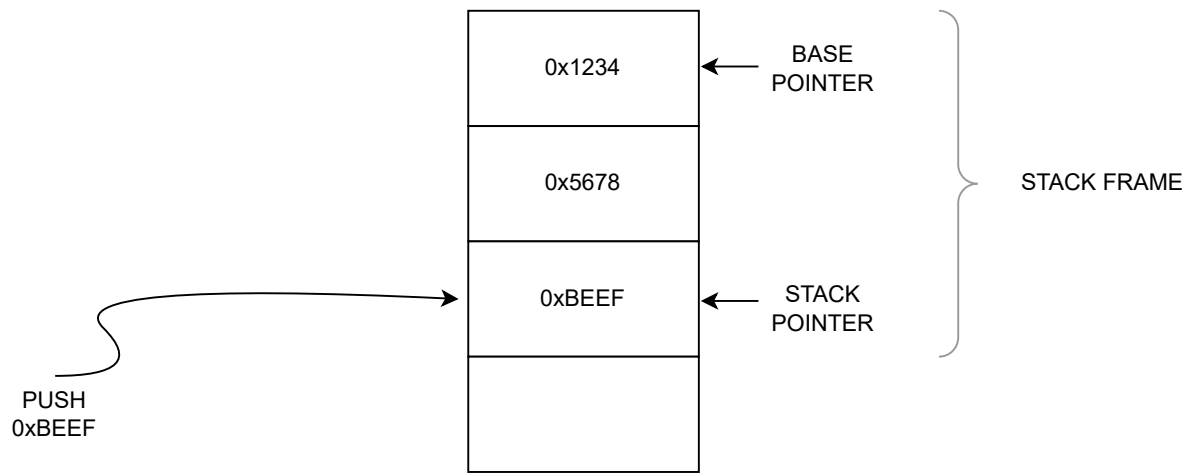 0x1234
BASE
POINTER
0x5678
STACK FRAME
0xBEEF
STACK
POINTER
PUSH
0xBEEF